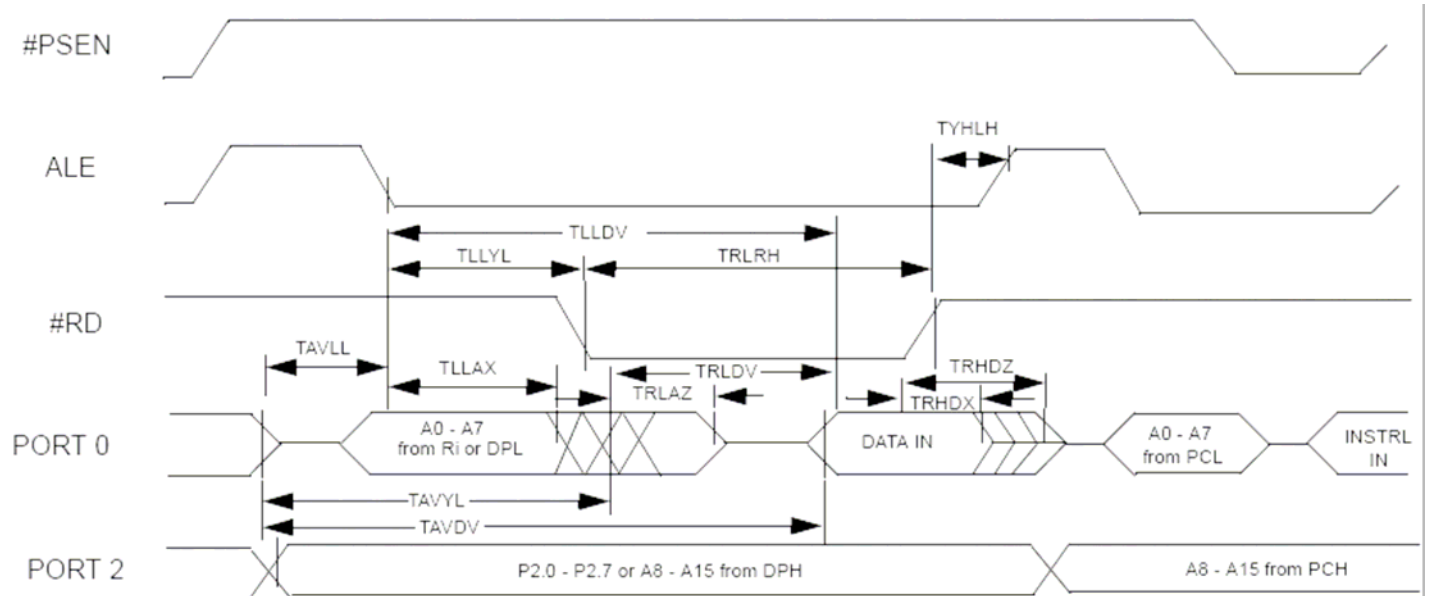 #PSEN
TYHLH
ALE
TLLDV
TLLYL
TRLRH
#RD
TAVLL
TLLAX
TRLDV
TRHDZ
TRLAZ
TRHDX
PORT 0
A0 - A7
from Ri or DPL
DATA IN
A0 - A7
from PCL
INSTRL
IN
TAVYL
TAVDV
PORT 2
P2.0 - P2.7 or A8 - A15 from DPH
A8 - A15 from PCH